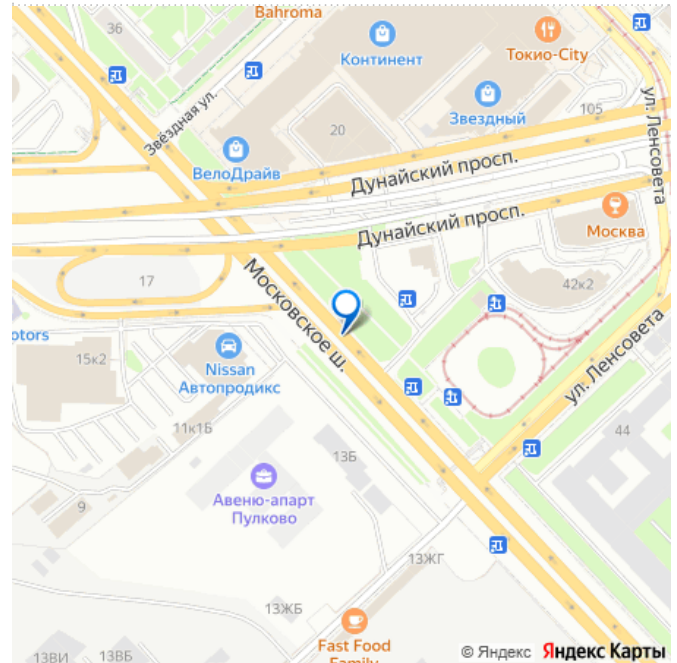 Bahroma
36
Континент
Токио-City
Звездный
105
ул. Ленсовета
Звёздная ул.
20
ВелоДрайв
Дунайский просп.
Дунайский просп.
Москва
17
42к2
Московское ш.
otors
15к2
Nissan
Автопродикс
ул. Ленсовета
11к1Б
13Б
44
Авеню-апарт
Пулково
9
13ЖГ
13ЖБ
Fast Food
Family
13ВИ
13ВБ
© Яндекс Яндекс Карты